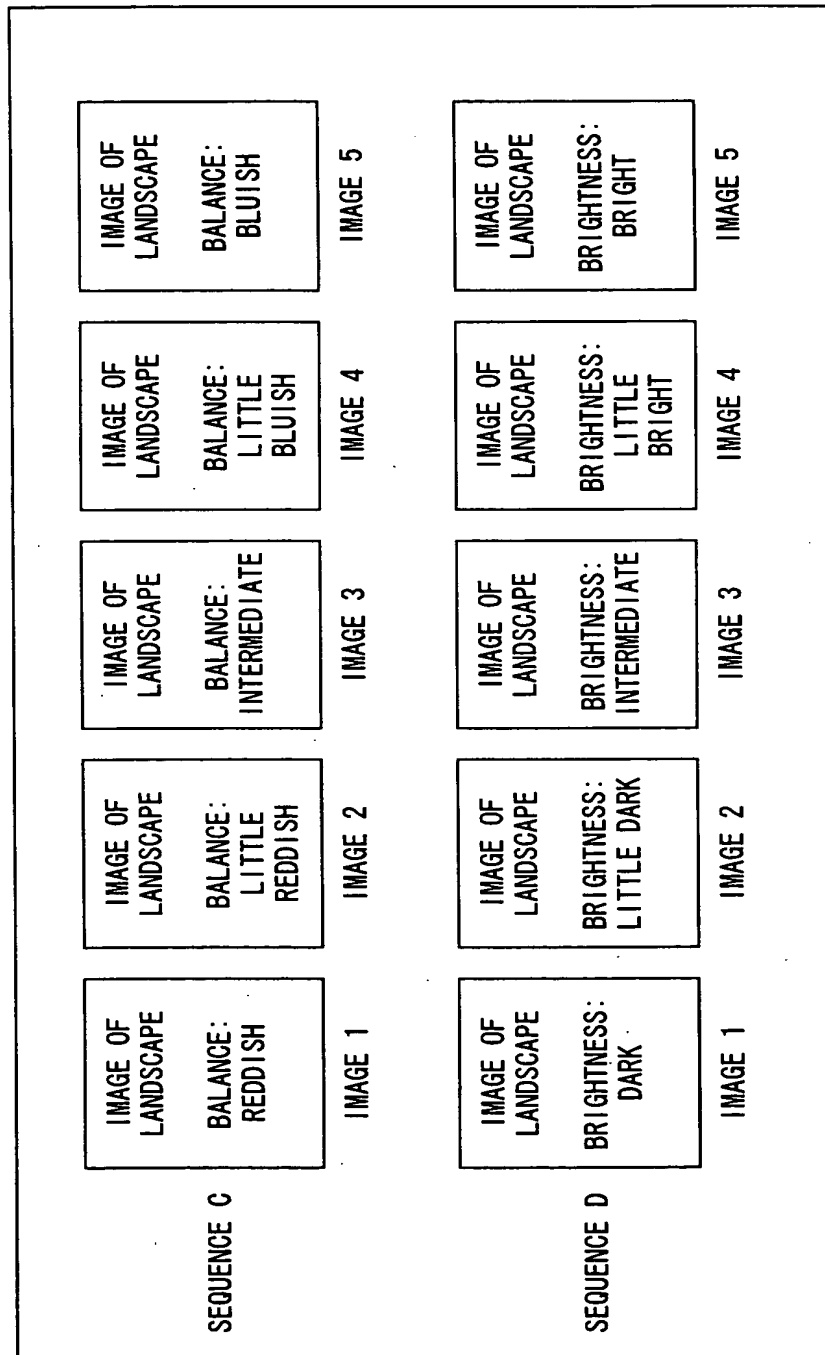 SEQUENCE C
IMAGE OF
LANDSCAPE
BALANCE:
REDDISH
IMAGE 1
IMAGE OF
LANDSCAPE
BALANCE:
LITTLE
REDDISH
IMAGE 2
IMAGE OF
LANDSCAPE
BALANCE:
INTERMEDIATE
IMAGE 3
IMAGE OF
LANDSCAPE
BALANCE:
LITTLE
BLUISH
IMAGE 4
IMAGE OF
LANDSCAPE
BALANCE:
BLUISH
IMAGE 5
SEQUENCE D
IMAGE OF
LANDSCAPE
BRIGHTNESS:
DARK
IMAGE 1
IMAGE OF
LANDSCAPE
BRIGHTNESS:
LITTLE DARK
IMAGE 2
IMAGE OF
LANDSCAPE
BRIGHTNESS:
INTERMEDIATE
IMAGE 3
IMAGE OF
LANDSCAPE
BRIGHTNESS:
LITTLE
BRIGHT
IMAGE 4
IMAGE OF
LANDSCAPE
BRIGHTNESS:
BRIGHT
IMAGE 5